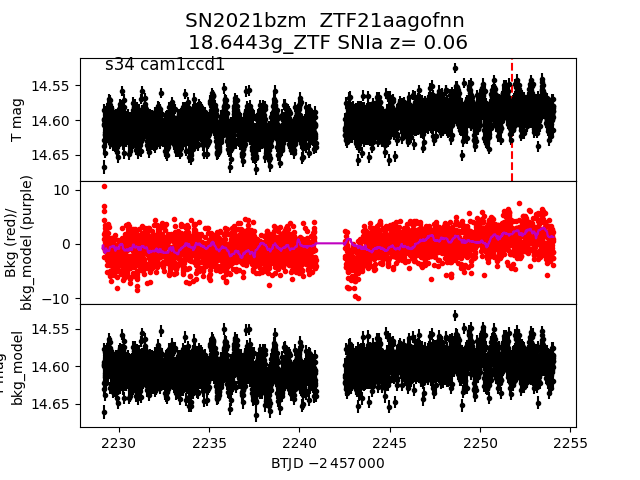 SN2021bzm  ZTF21aagofnn
18.6443g_ZTF SNIa z= 0.06
s34 cam1ccd1
T mag
14.55
14.60
14.65
Bkg (red)/
bkg_model (purple)
10
0
−10
mag
bkg_model
14.55
14.60
14.65
2230
2235
2240
2245
2250
2255
BTJD −2 457 000